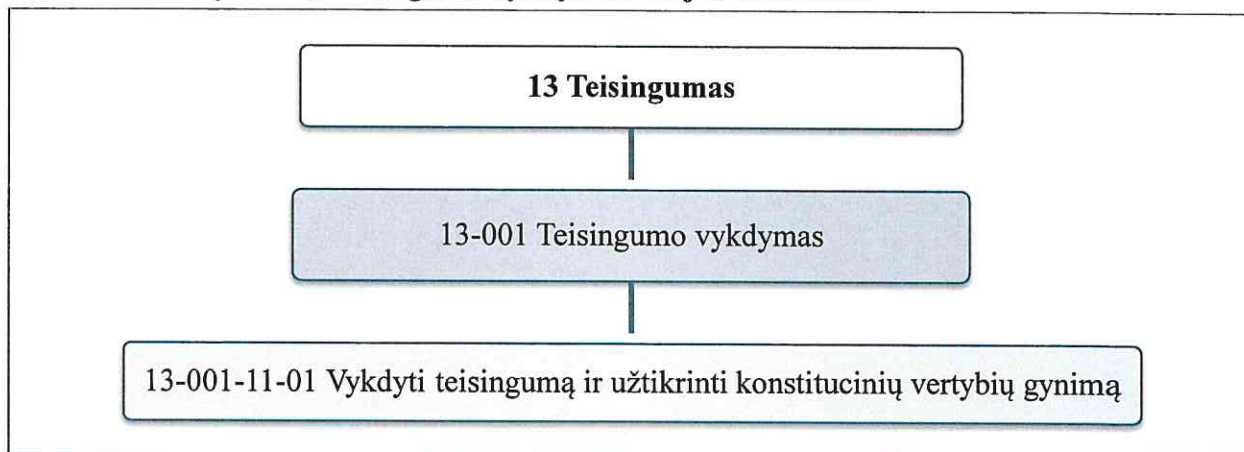 13 Teisingumas
13-001 Teisingumo vykdymas
13-001-11-01 Vykdyti teisingumą ir užtikrinti konstitucinių vertybių gynimą